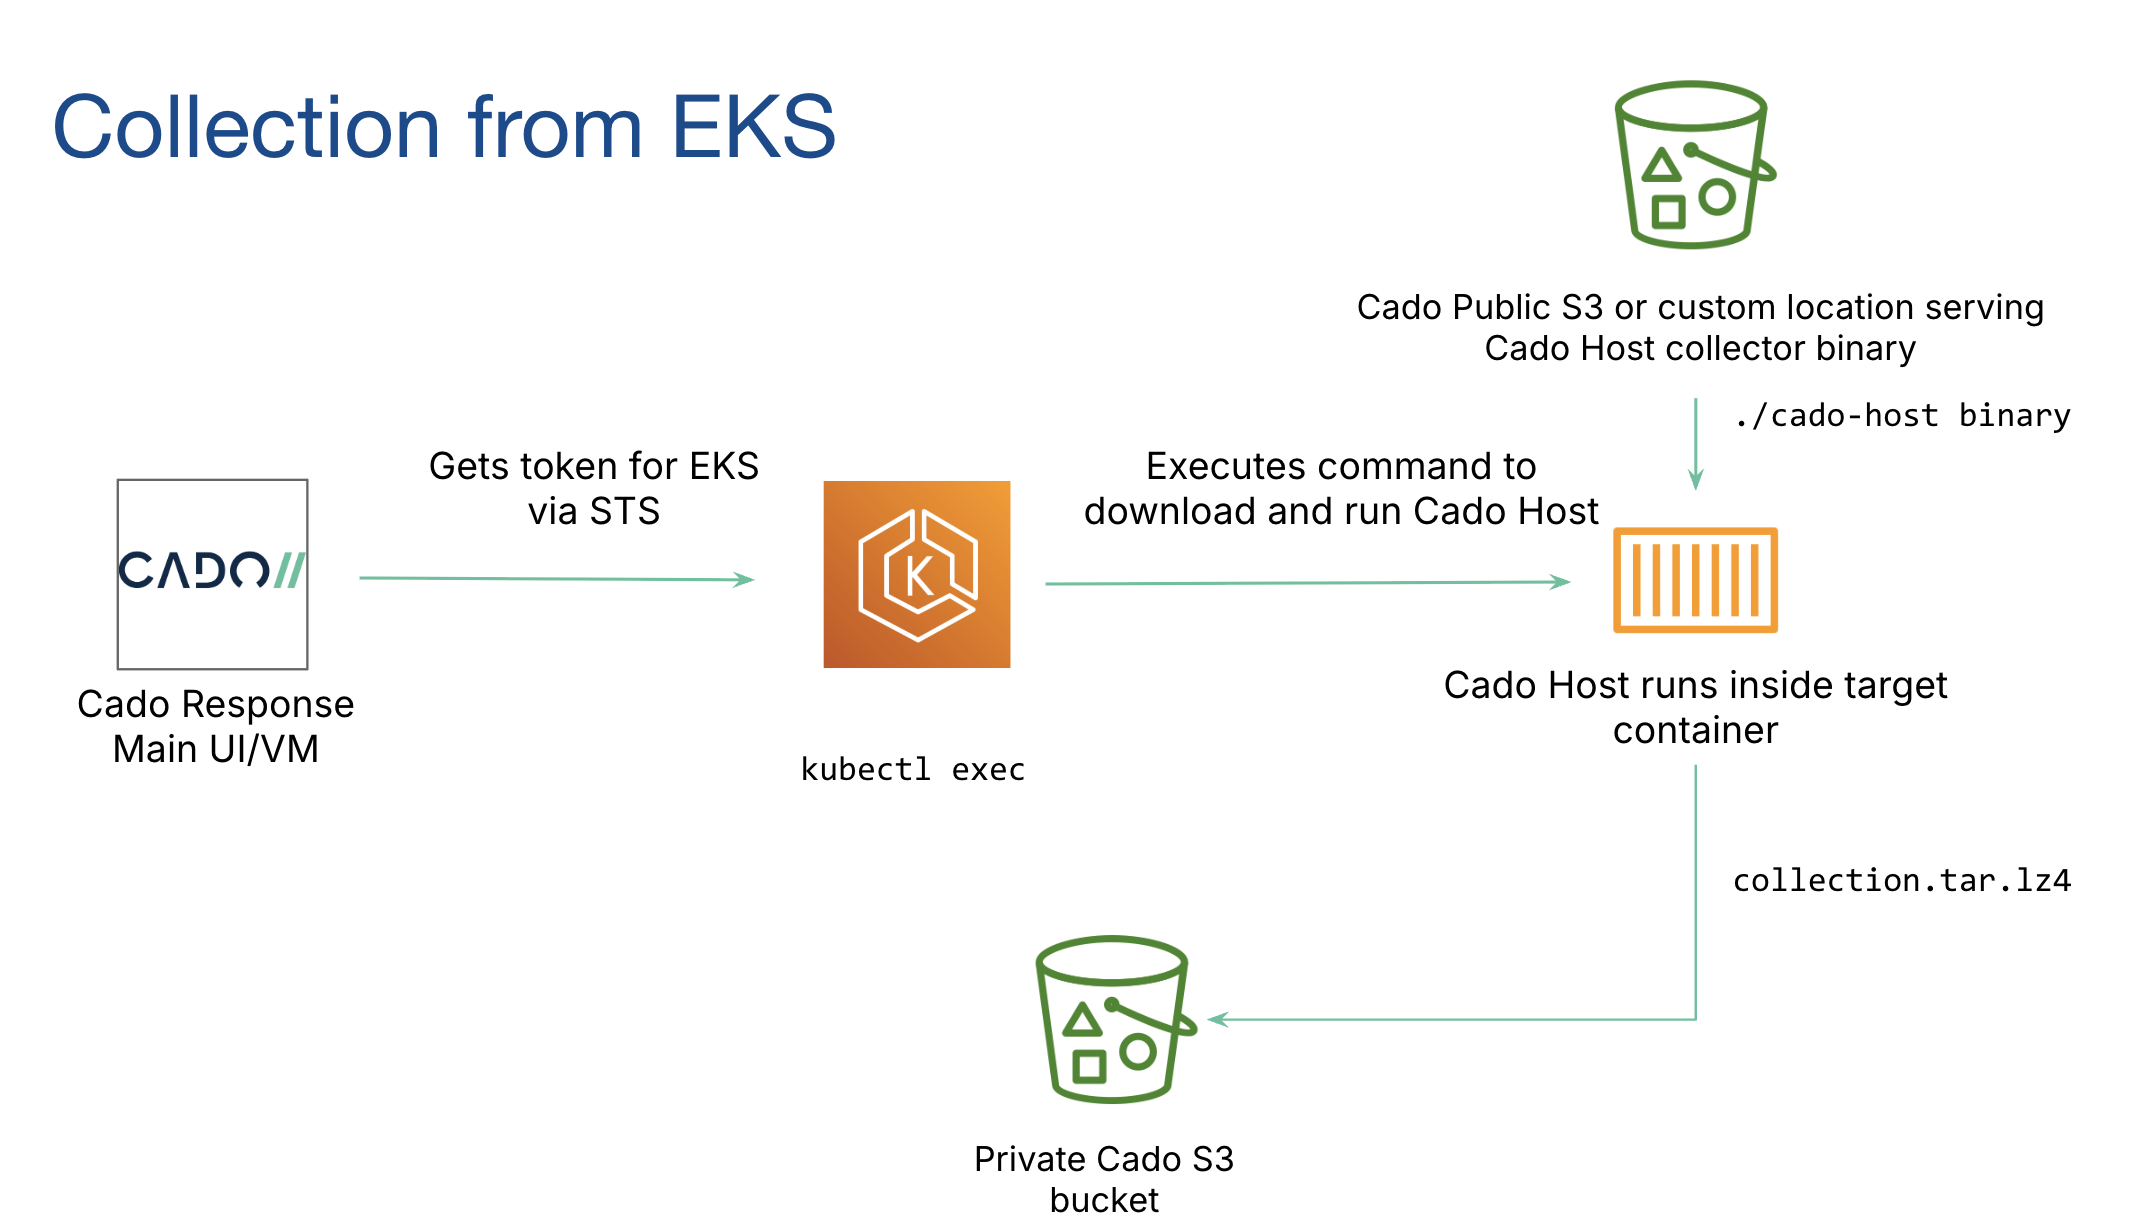 Collection from EKS
Cado Public S3 or custom location serving
Cado Host collector binary
./cado-host binary
Gets token for EKS
via STS
Executes command to
download and run Cado Host
CADO//
K
Cado Response
Main UI/VM
kubectl exec
Cado Host runs inside target
container
collection.tar.lz4
Private Cado S3
bucket